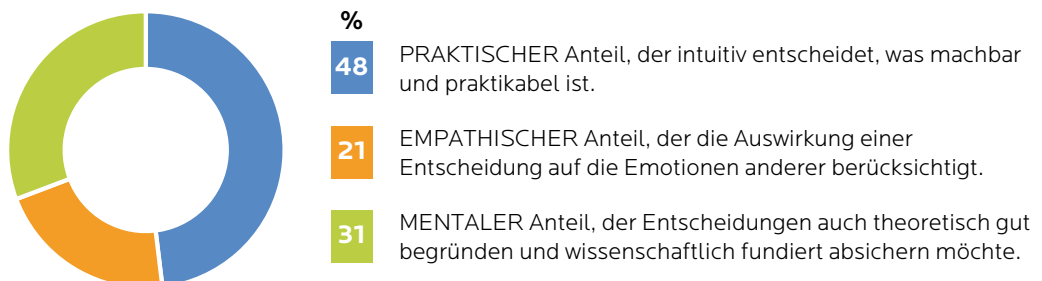 %
48
PRAKTISCHER Anteil, der intuitiv entscheidet, was machbar
und praktikabel ist.
21
EMPATHISCHER Anteil, der die Auswirkung einer
Entscheidung auf die Emotionen anderer berücksichtigt.
31
MENTALER Anteil, der Entscheidungen auch theoretisch gut
begründen und wissenschaftlich fundiert absichern möchte.